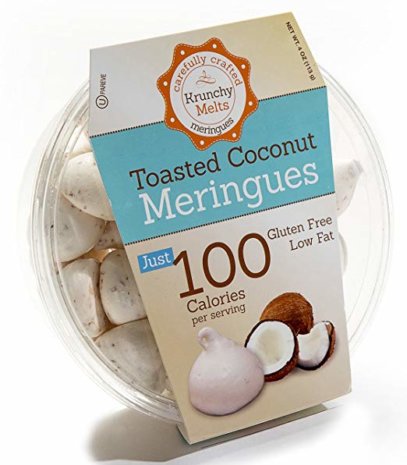 NET WT. 4 OZ (113 g)
U PAREVE
carefully crafted
Krunchy
Melts
meringues
Toasted Coconut
Meringues
Just 100
Calories
per serving
Gluten Free
Low Fat